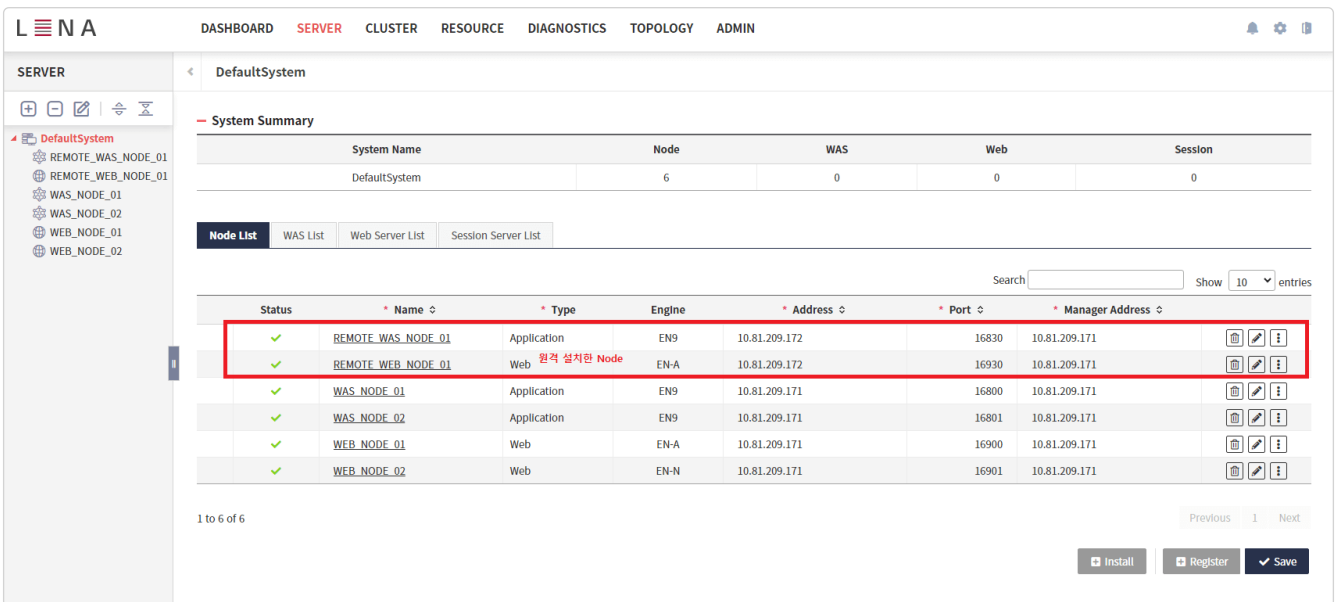 LENA DASHBOARD SERVER CLUSTER RESOURCE DIAGNOSTICS TOPOLOGY ADMIN
SERVER
DefaultSystem
DefaultSystem
REMOTE_WAS_NODE_01
REMOTE_WEB_NODE_01
WAS_NODE_01
WAS_NODE_02
WEB_NODE_01
WEB_NODE_02
System Summary
System Name Node WAS Web Session
DefaultSystem 6 0 0 0
Node List WAS List Web Server List Session Server List
Search Show 10 entries
Status * Name * Type Engine * Address * Port * Manager Address
REMOTE_WAS_NODE_01 Application EN9 10.81.209.172 16830 10.81.209.171
원격 설치한 Node
REMOTE_WEB_NODE_01 Web EN-A 10.81.209.172 16930 10.81.209.171
WAS_NODE_01 Application EN9 10.81.209.171 16800 10.81.209.171
WAS_NODE_02 Application EN9 10.81.209.171 16801 10.81.209.171
WEB_NODE_01 Web EN-A 10.81.209.171 16900 10.81.209.171
WEB_NODE_02 Web EN-N 10.81.209.171 16901 10.81.209.171
1 to 6 of 6
Previous 1 Next
Install Register Save